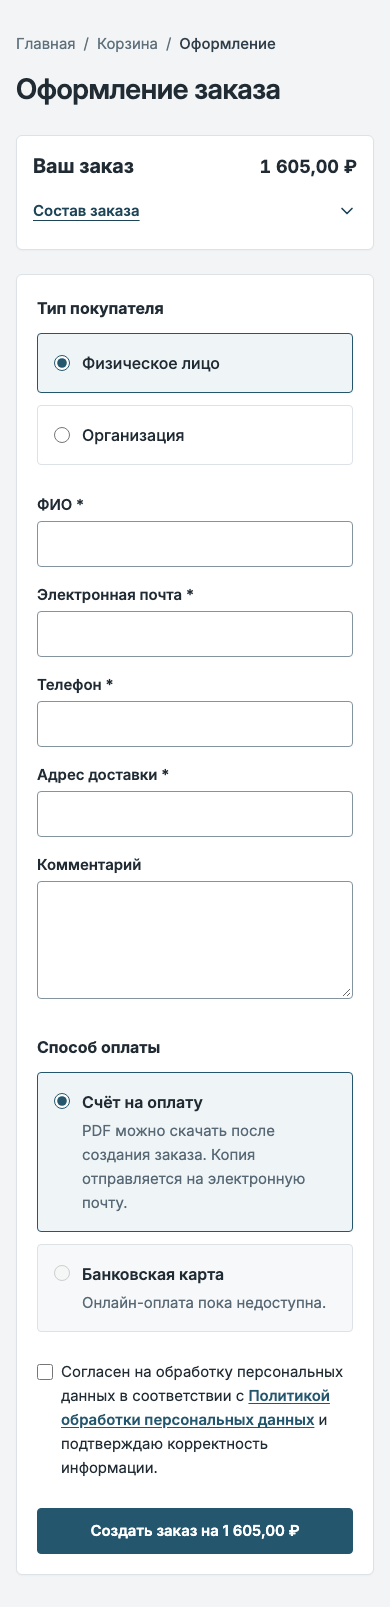 Главная / Корзина / Оформление
Оформление заказа
Ваш заказ 1 605,00 ₽
Состав заказа
Тип покупателя
Физическое лицо
Организация
ФИО *
Электронная почта *
Телефон *
Адрес доставки *
Комментарий
Способ оплаты
Счёт на оплату
PDF можно скачать после
создания заказа. Копия
отправляется на электронную
почту.
Банковская карта
Онлайн-оплата пока недоступна.
Согласен на обработку персональных
данных в соответствии с Политикой
обработки персональных данных и
подтверждаю корректность
информации.
Создать заказ на 1 605,00 ₽